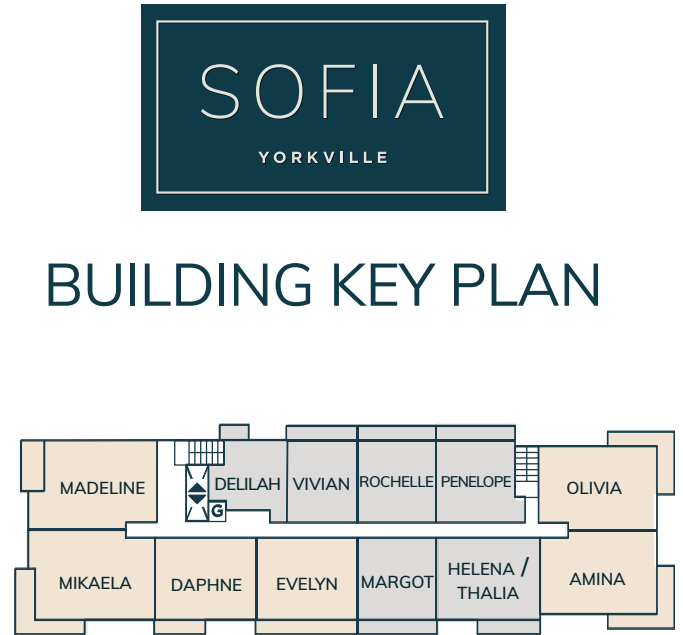 SOFIA
YORKVILLE
BUILDING KEY PLAN
MADELINE
DELILAH
VIVIAN
ROCHELLE
PENELOPE
OLIVIA
G
MIKAELA
DAPHNE
EVELYN
MARGOT
HELENA /
THALIA
AMINA